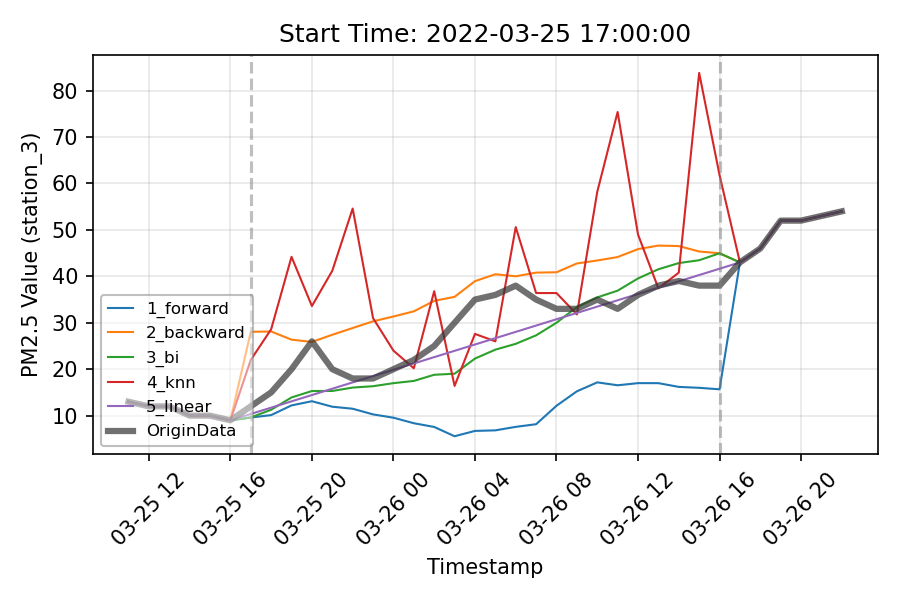 Start Time: 2022-03-25 17:00:00
PM2.5 Value (station_3)
80
70
60
50
40
30
20
10
1_forward
2_backward
3_bi
4_knn
5_linear
OriginData
03-25 12
03-25 16
03-25 20
03-26 00
03-26 04
03-26 08
03-26 12
03-26 16
03-26 20
Timestamp